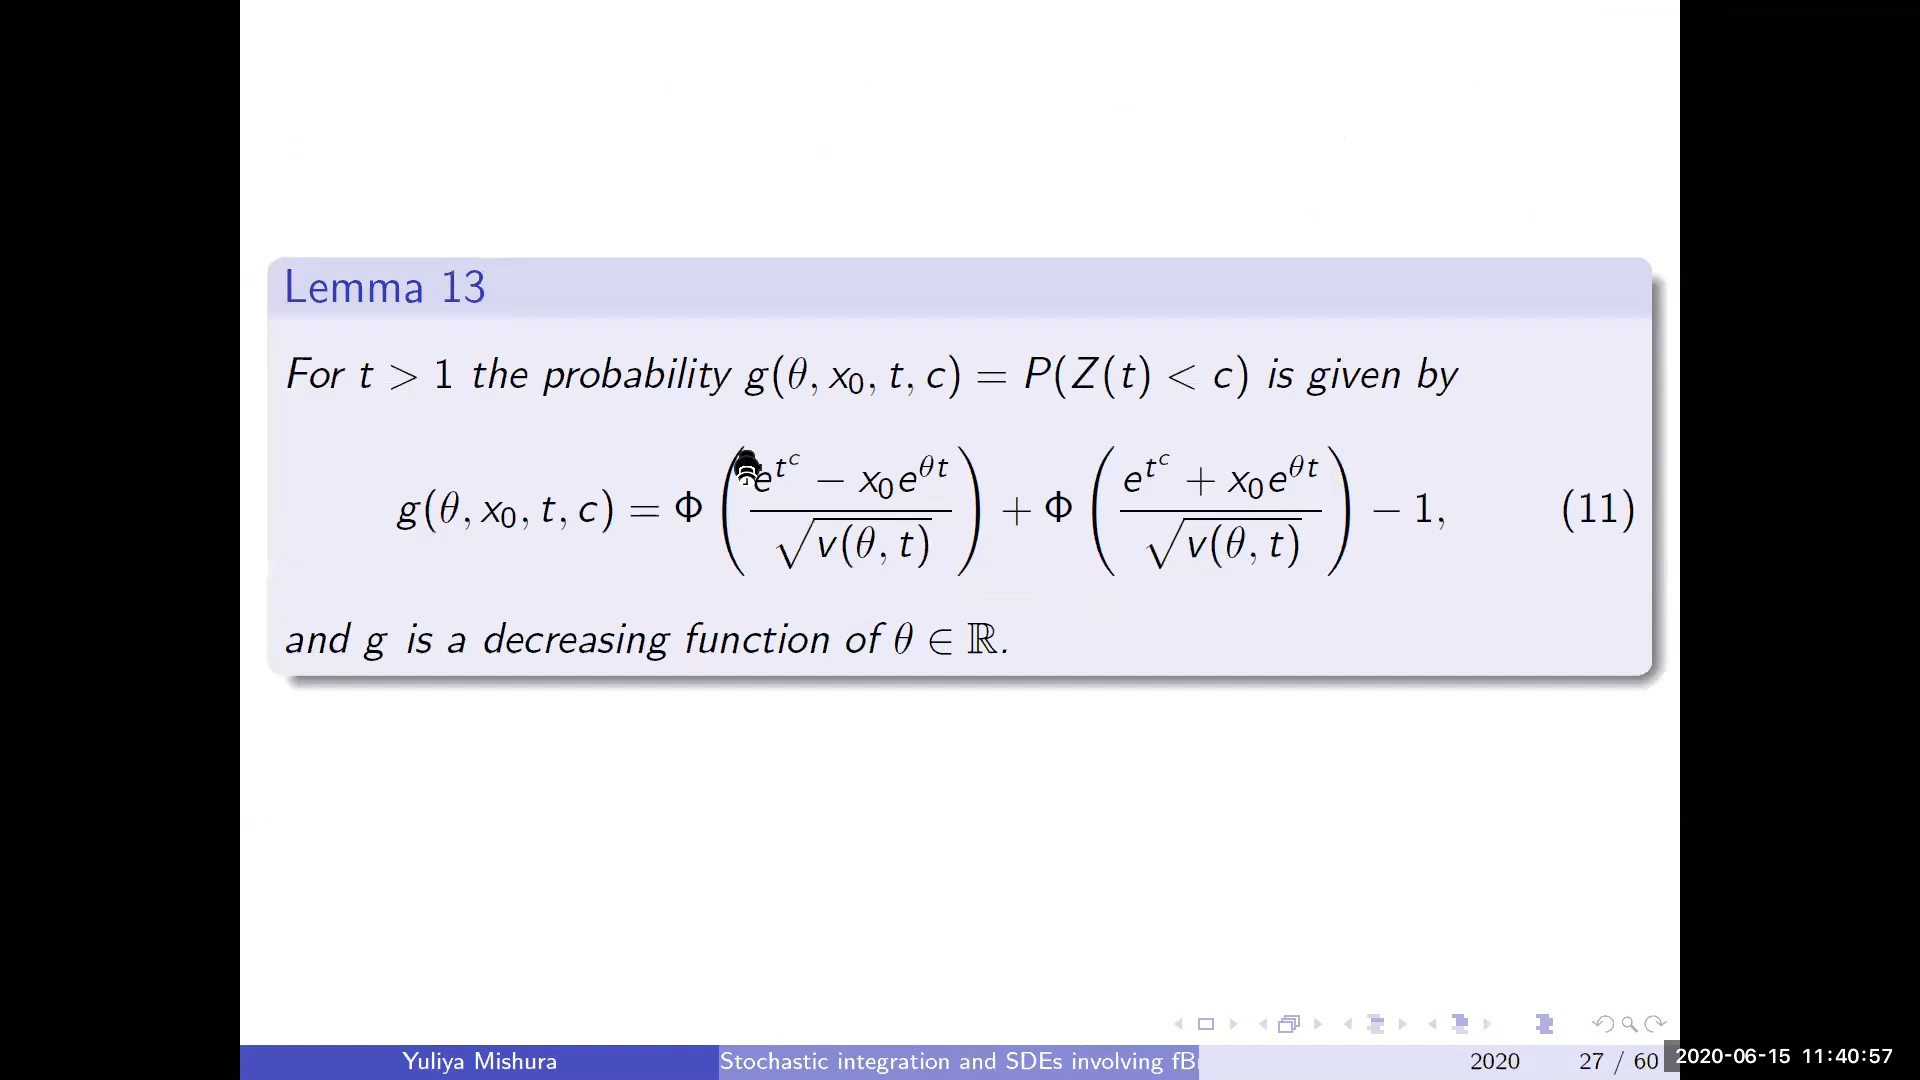 Lemma 13
For t > 1 the probability g(θ, x₀, t, c) = P(Z(t) < c) is given by
g(θ, x₀, t, c) = Φ ( (e^{t^c} − x₀e^{θt}) / √v(θ, t) ) + Φ ( (e^{t^c} + x₀e^{θt}) / √v(θ, t) ) − 1, (11)
and g is a decreasing function of θ ∈ ℝ.
Yuliya Mishura Stochastic integration and SDEs involving 2020 27 / 60
2020-06-15 11:40:57